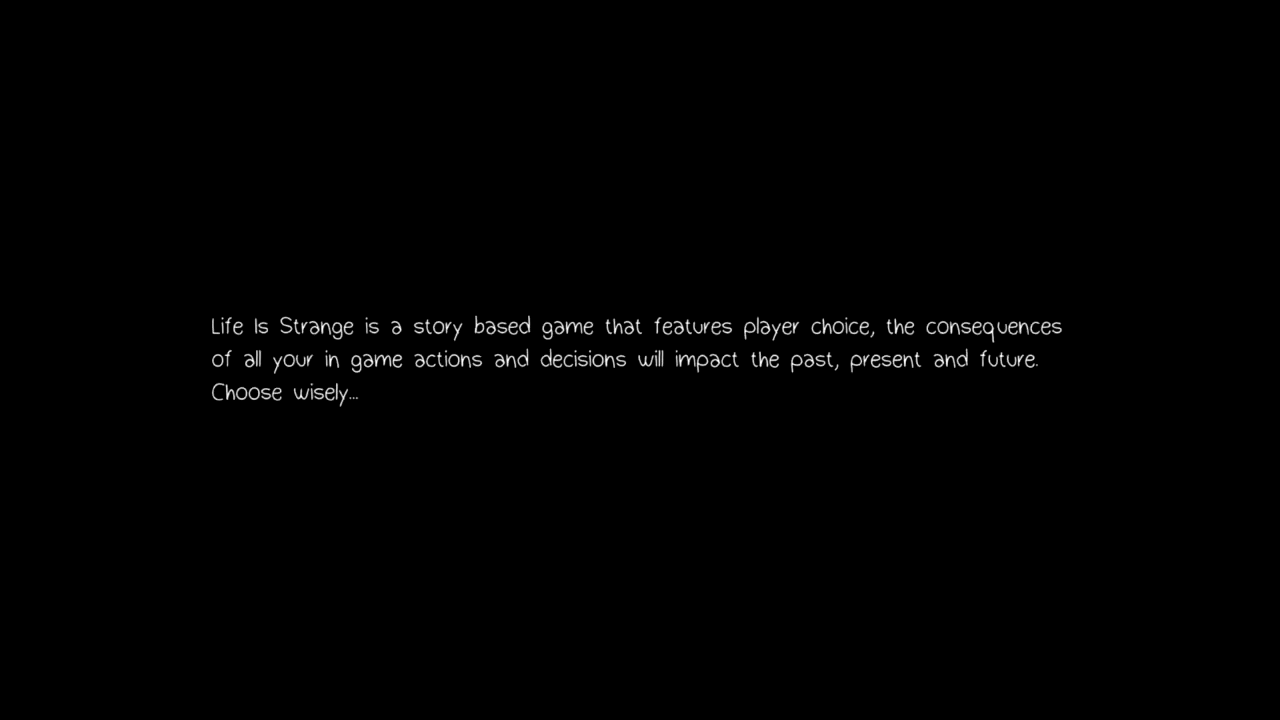 Life Is Strange is a story based game that features player choice, the consequences
of all your in game actions and decisions will impact the past, present and future.
Choose wisely...